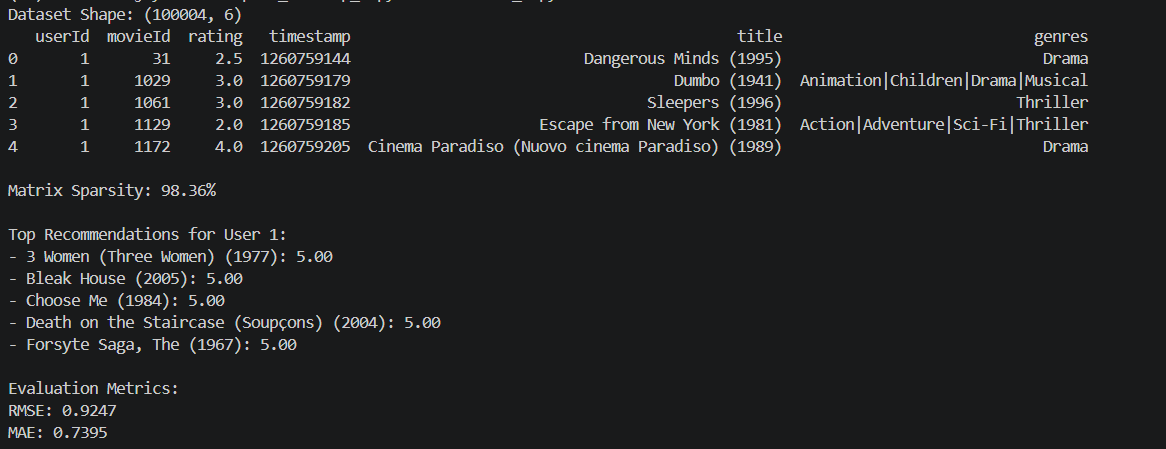 Dataset Shape: (100004, 6)
userId movieId rating timestamp title genres
0 1 31 2.5 1260759144 Dangerous Minds (1995) Drama
1 1 1029 3.0 1260759179 Dumbo (1941) Animation|Children|Drama|Musical
2 1 1061 3.0 1260759182 Sleepers (1996) Thriller
3 1 1129 2.0 1260759185 Escape from New York (1981) Action|Adventure|Sci-Fi|Thriller
4 1 1172 4.0 1260759205 Cinema Paradiso (Nuovo cinema Paradiso) (1989) Drama
Matrix Sparsity: 98.36%
Top Recommendations for User 1:
- 3 Women (Three Women) (1977): 5.00
- Bleak House (2005): 5.00
- Choose Me (1984): 5.00
- Death on the Staircase (Soupçons) (2004): 5.00
- Forsyte Saga, The (1967): 5.00
Evaluation Metrics:
RMSE: 0.9247
MAE: 0.7395